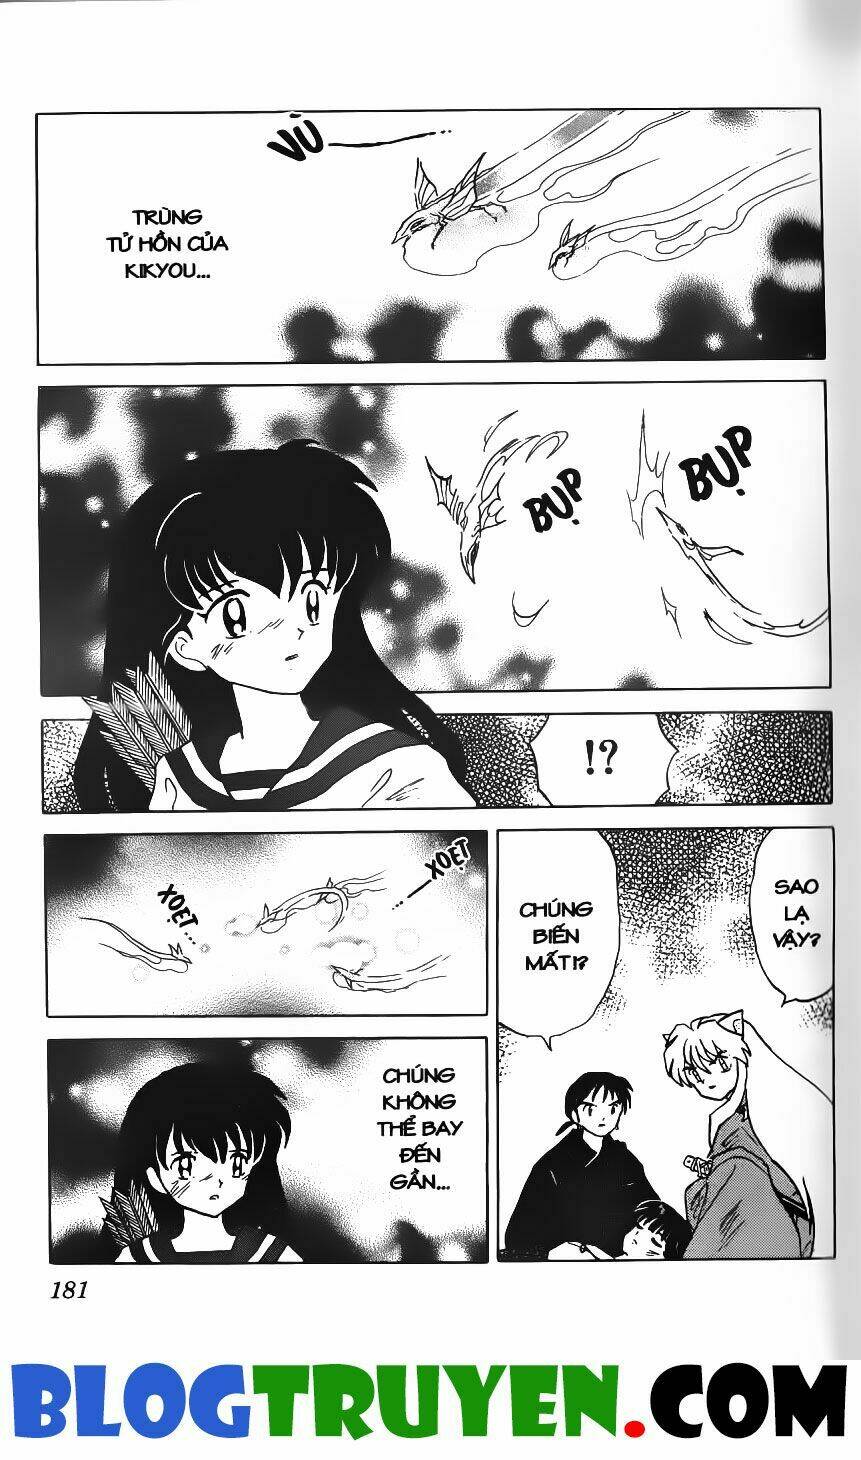 VÙ
TRÙNG
TỬ HỒN CỦA
KIKYOU...
BỤP
BỤP
!?
XOẸT...
XOẸT
SAO
LẠ
VẬY?
CHÚNG
BIẾN
MẤT!?
CHÚNG
KHÔNG
THỂ BAY
ĐẾN
GẦN...
181
BLOGTRUYEN.COM